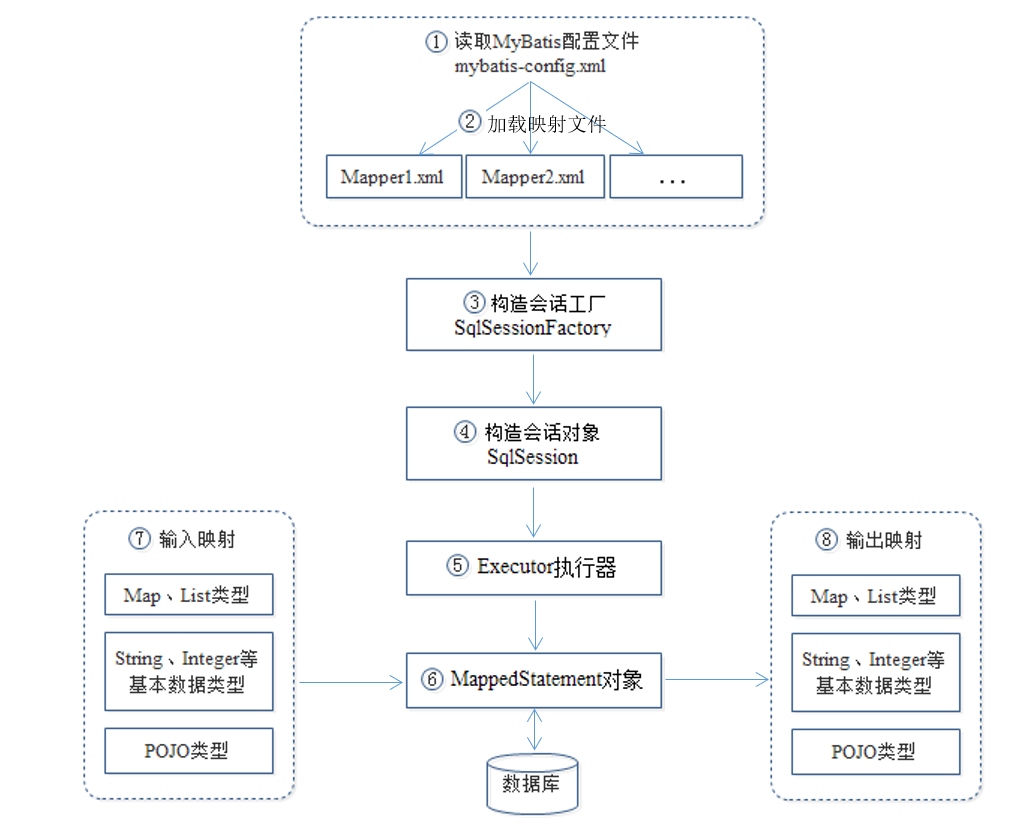 ① 读取MyBatis配置文件
mybatis-config.xml
② 加载映射文件
Mapper1.xml
Mapper2.xml
...
③ 构造会话工厂
SqlSessionFactory
④ 构造会话对象
SqlSession
⑤ Executor执行器
⑥ MappedStatement对象
数据库
⑦ 输入映射
Map、List类型
String、Integer等
基本数据类型
POJO类型
⑧ 输出映射
Map、List类型
String、Integer等
基本数据类型
POJO类型